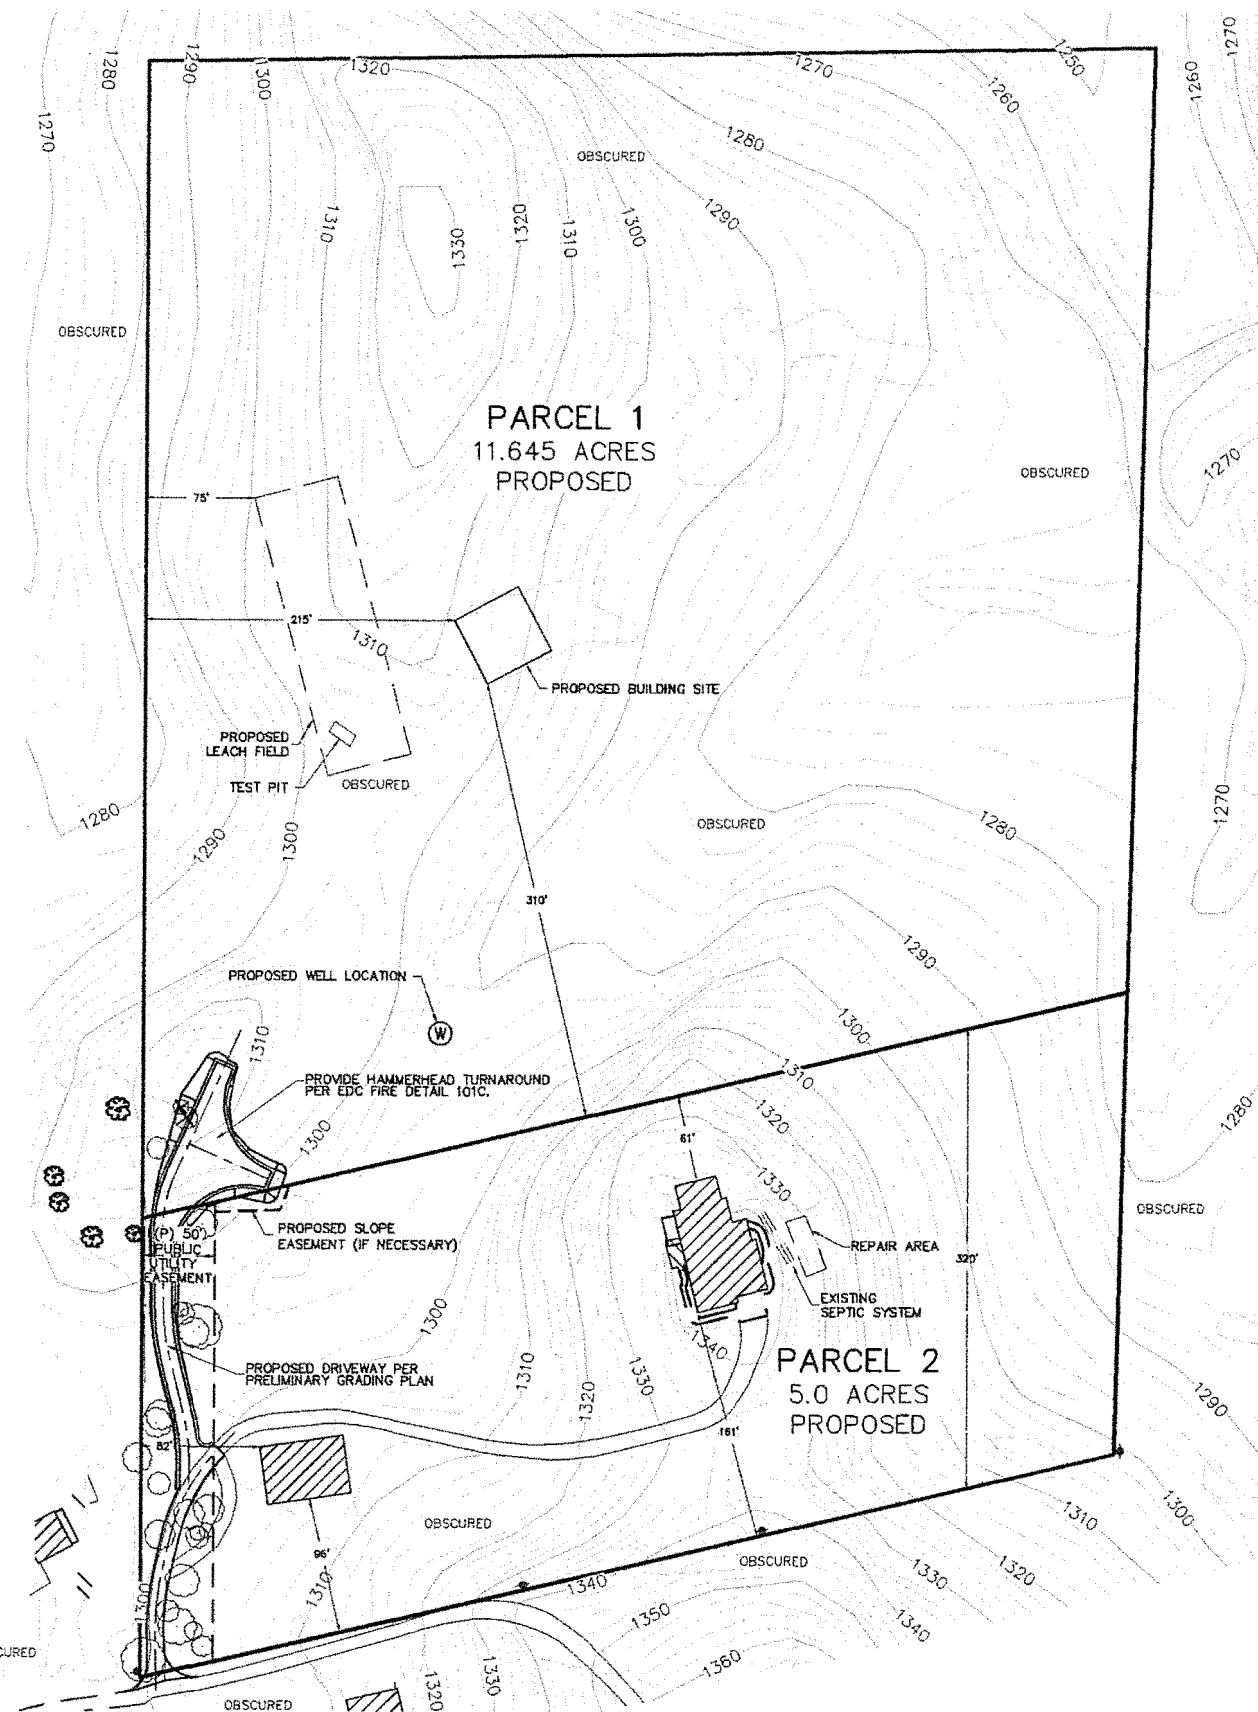 1280
1290
1300
1320
1270
1250
1260
1260
1270
1270
OBSCURED
1280
1310
1330
1320
1310
1300
1290
OBSCURED
PARCEL 1
11.645 ACRES
PROPOSED
OBSCURED
1270
75'
215'
1310
PROPOSED BUILDING SITE
PROPOSED
LEACH FIELD
TEST PIT
OBSCURED
1280
1290
1300
OBSCURED
1280
1270
310'
1290
PROPOSED WELL LOCATION
W
1300
1310
PROVIDE HAMMERHEAD TURNAROUND
PER EDC FIRE DETAIL 101C.
1310
1320
1280
1300
61'
1330
OBSCURED
(P) 50'
PUBLIC
UTILITY
EASEMENT
PROPOSED SLOPE
EASEMENT (IF NECESSARY)
REPAIR AREA
320'
EXISTING
SEPTIC SYSTEM
1300
1340
PROPOSED DRIVEWAY PER
PRELIMINARY GRADING PLAN
1310
1320
1330
PARCEL 2
5.0 ACRES
PROPOSED
1290
82'
161'
OBSCURED
1310
1300
96'
1310
1300
OBSCURED
1340
1330
1320
1350
1340
CURED
1360
1320
1330
OBSCURED